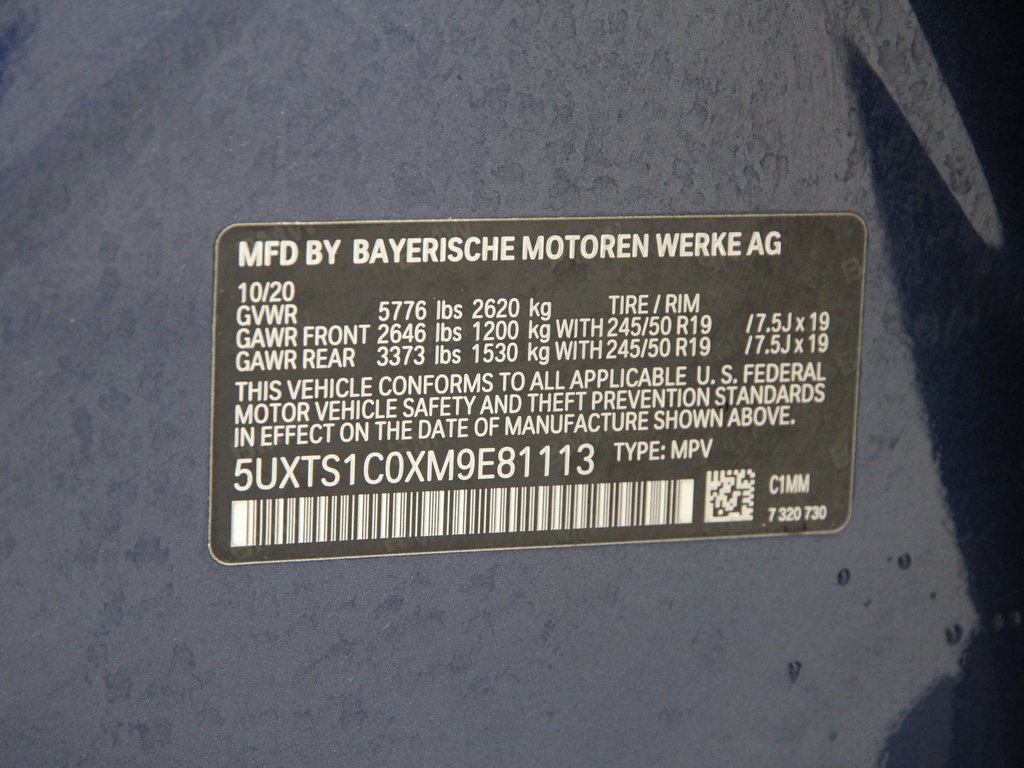 MFD BY BAYERISCHE MOTOREN WERKE AG
10/20
GVWR 5776 lbs 2620 kg TIRE / RIM
GAWR FRONT 2646 lbs 1200 kg WITH 245/50 R19 /7.5J x 19
GAWR REAR 3373 lbs 1530 kg WITH 245/50 R19 /7.5J x 19
THIS VEHICLE CONFORMS TO ALL APPLICABLE U. S. FEDERAL
MOTOR VEHICLE SAFETY AND THEFT PREVENTION STANDARDS
IN EFFECT ON THE DATE OF MANUFACTURE SHOWN ABOVE.
5UXTS1C0XM9E81113 TYPE: MPV
C1MM
7 320 730